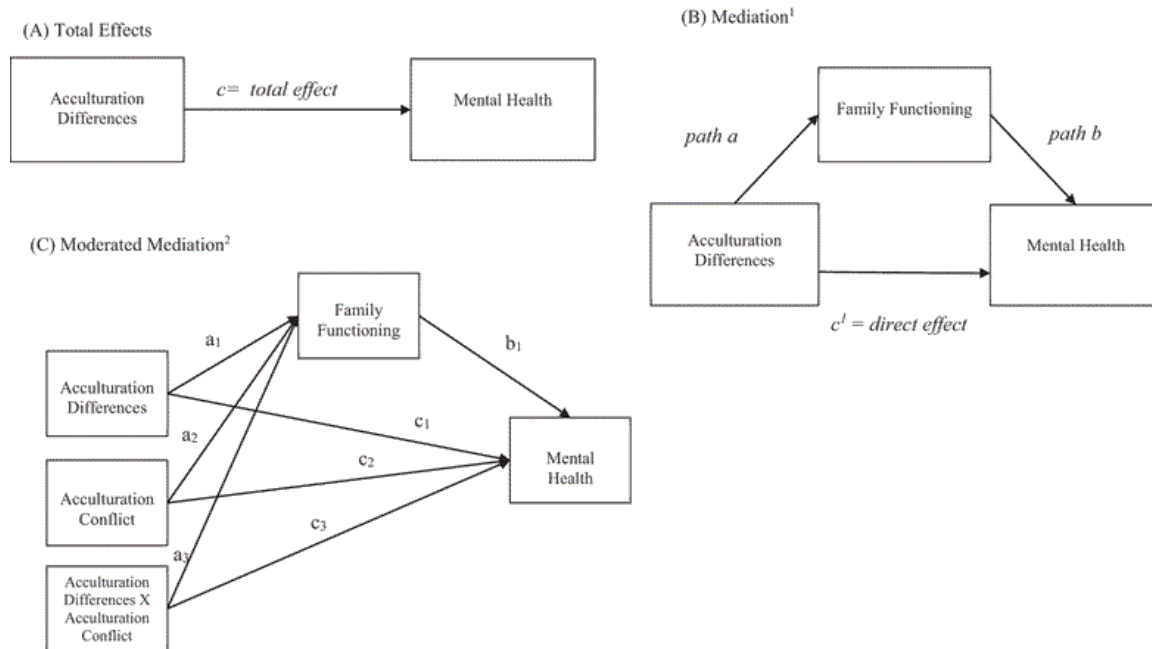 (A) Total Effects
Acculturation
Differences
c= total effect
Mental Health
(B) Mediation¹
Family Functioning
path a
path b
Acculturation
Differences
Mental Health
c¹ = direct effect
(C) Moderated Mediation²
Family
Functioning
a₁
b₁
Acculturation
Differences
c₁
a₂
c₂
Mental
Health
Acculturation
Conflict
c₃
a₃
Acculturation
Differences X
Acculturation
Conflict